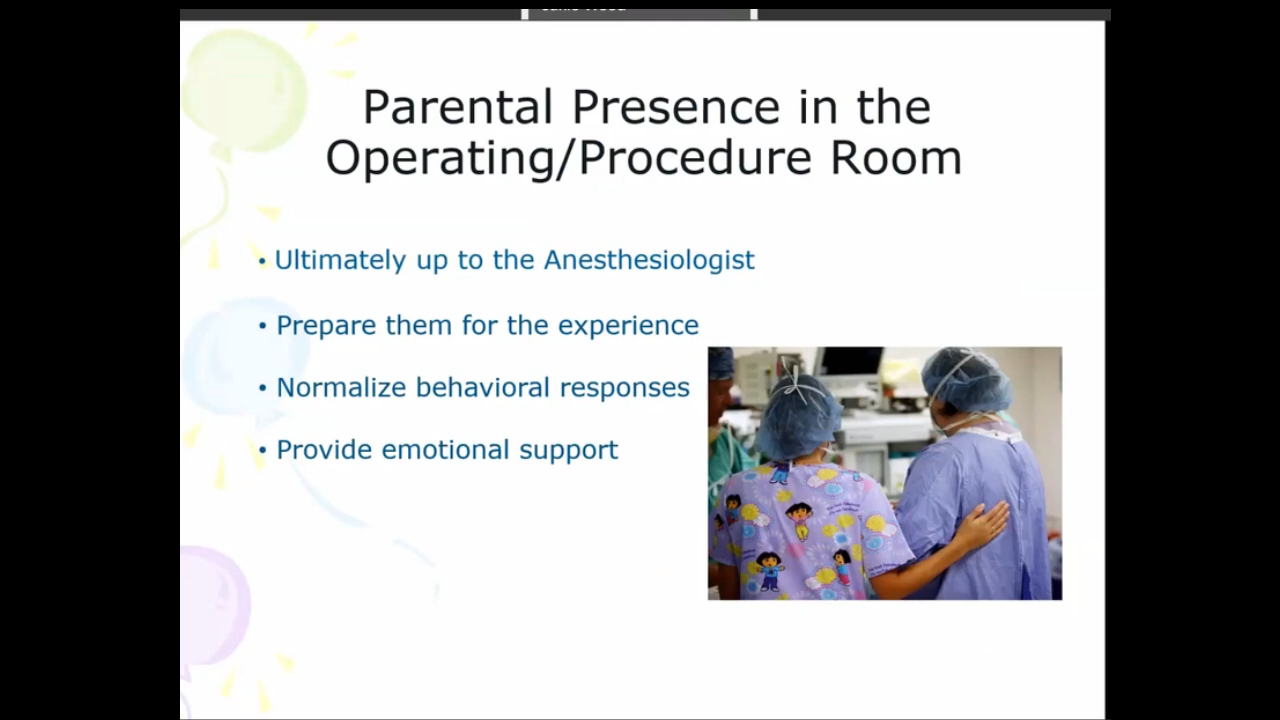 Parental Presence in the
Operating/Procedure Room
• Ultimately up to the Anesthesiologist
• Prepare them for the experience
• Normalize behavioral responses
• Provide emotional support